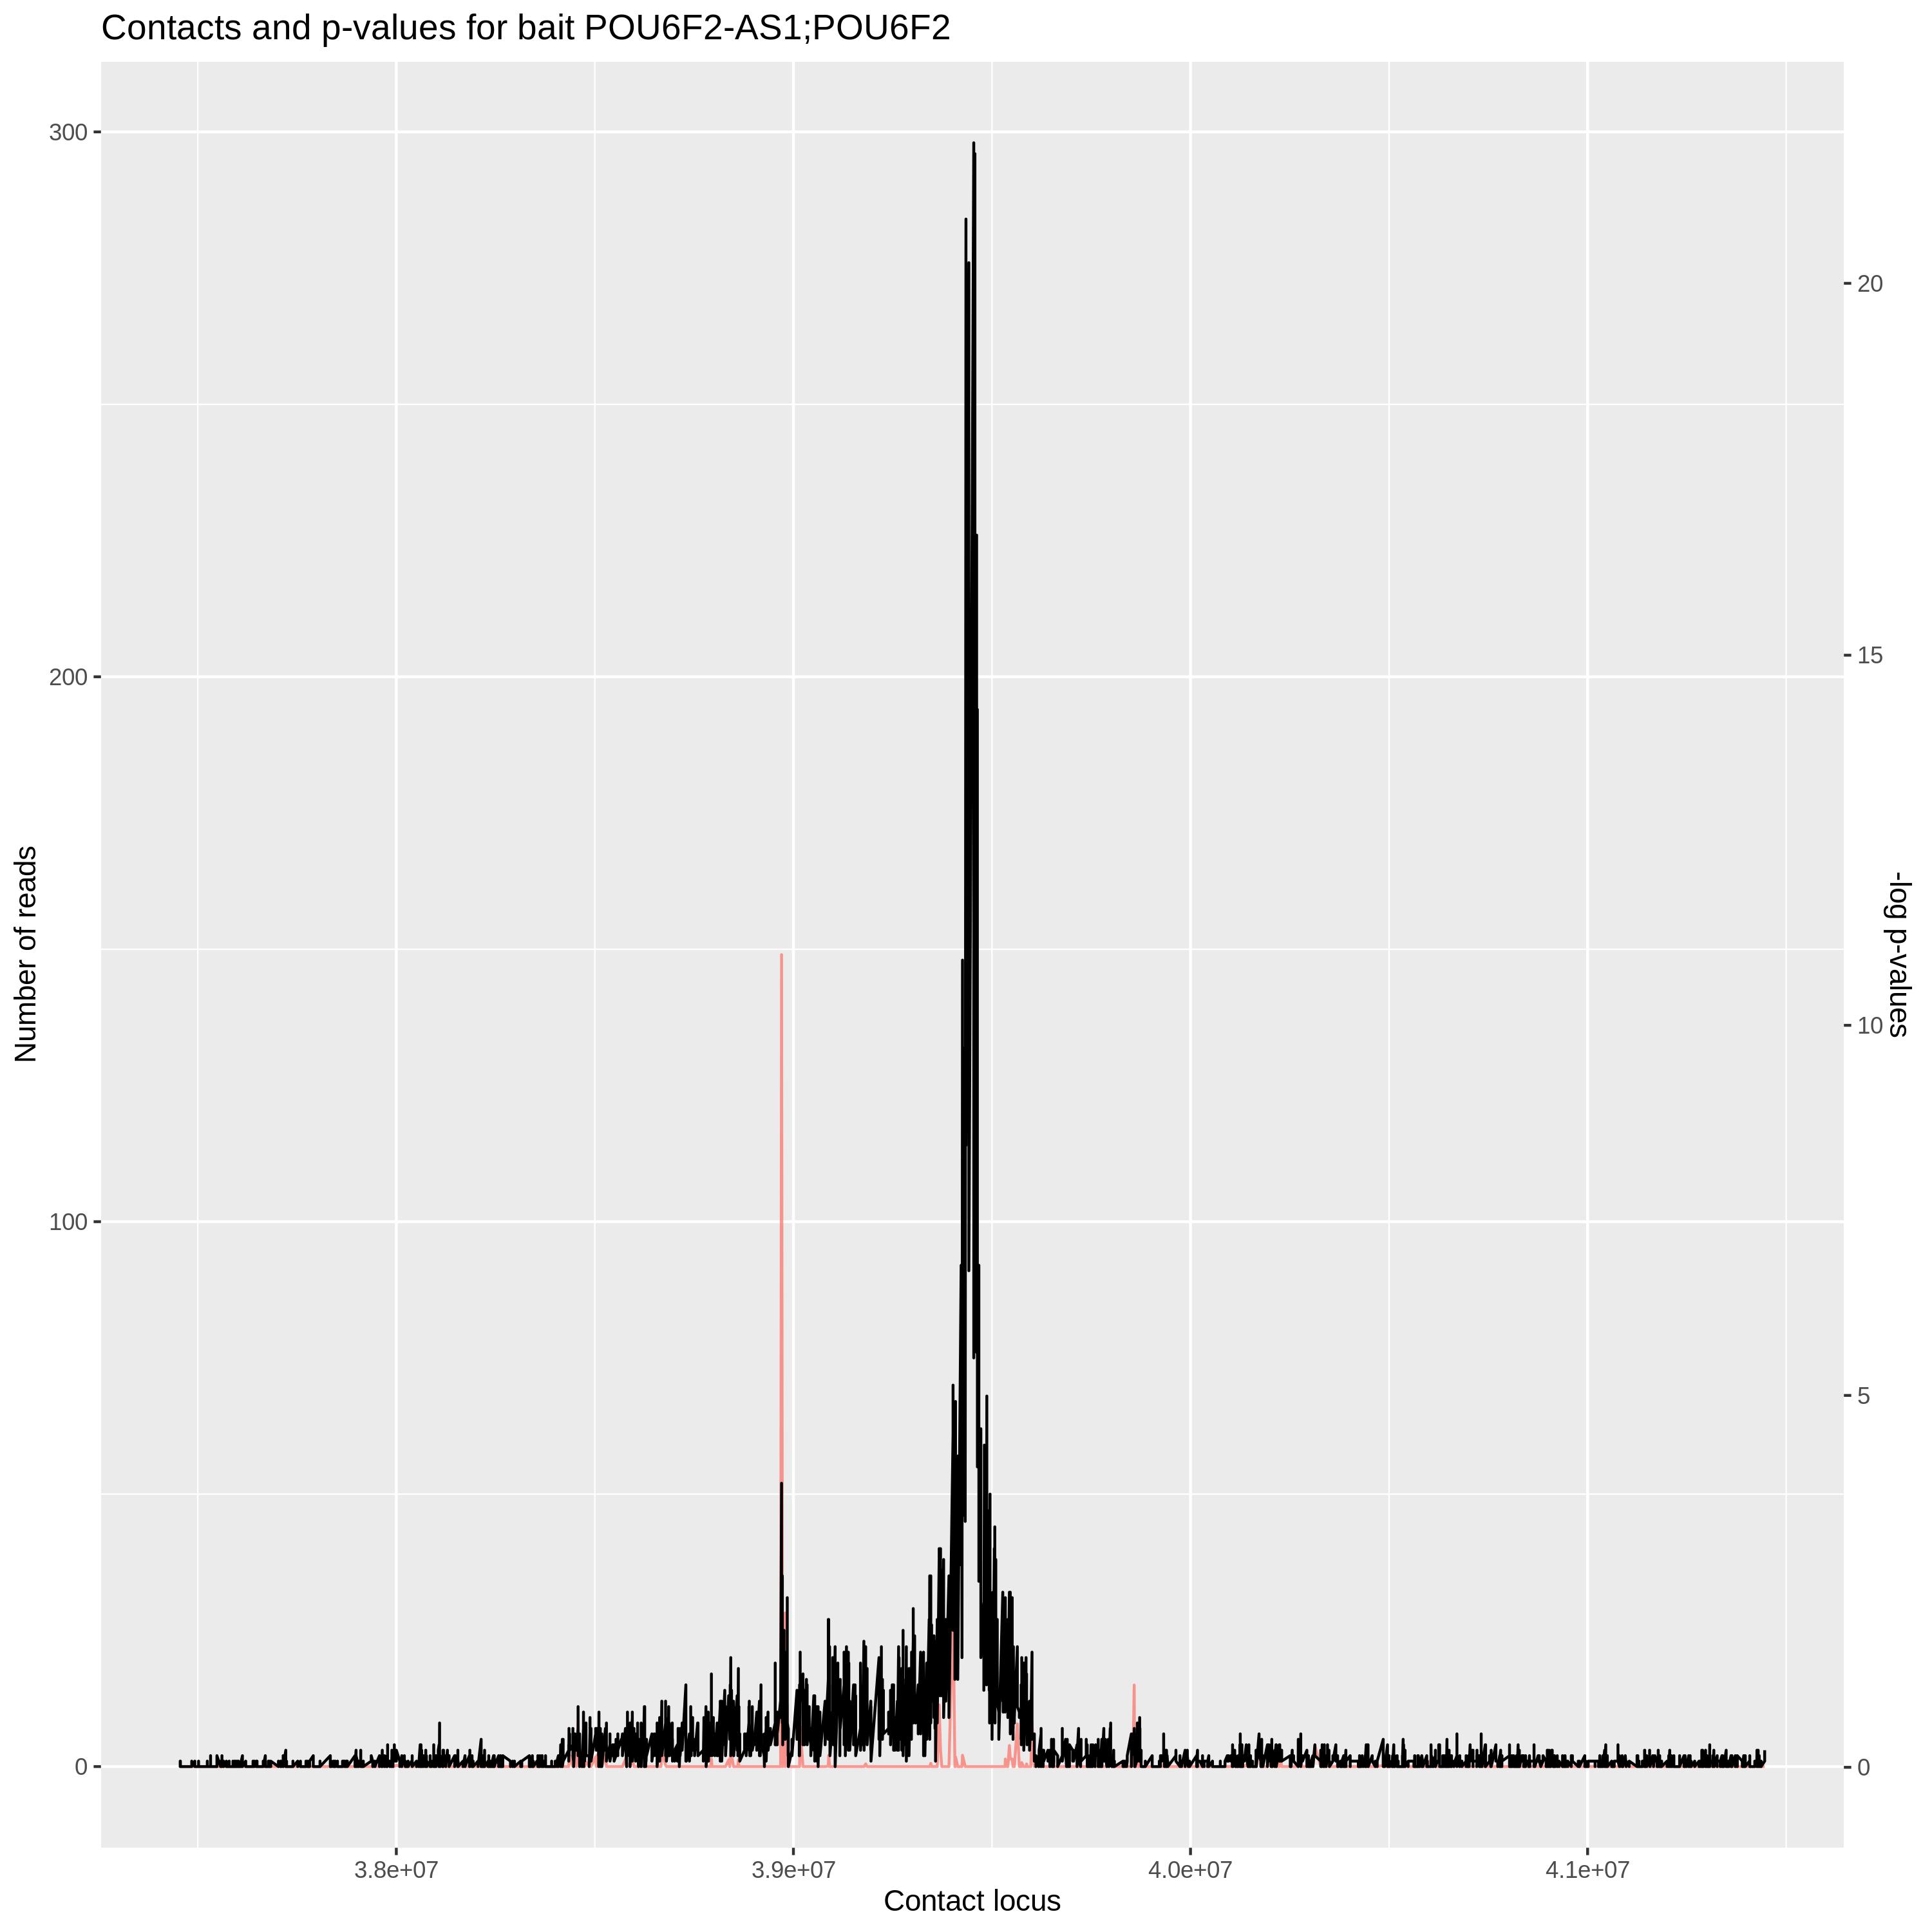 Contacts and p-values for bait POU6F2-AS1;POU6F2
300
200
100
0
Number of reads
20
15
10
5
0
-log p-values
3.8e+07 3.9e+07 4.0e+07 4.1e+07
Contact locus